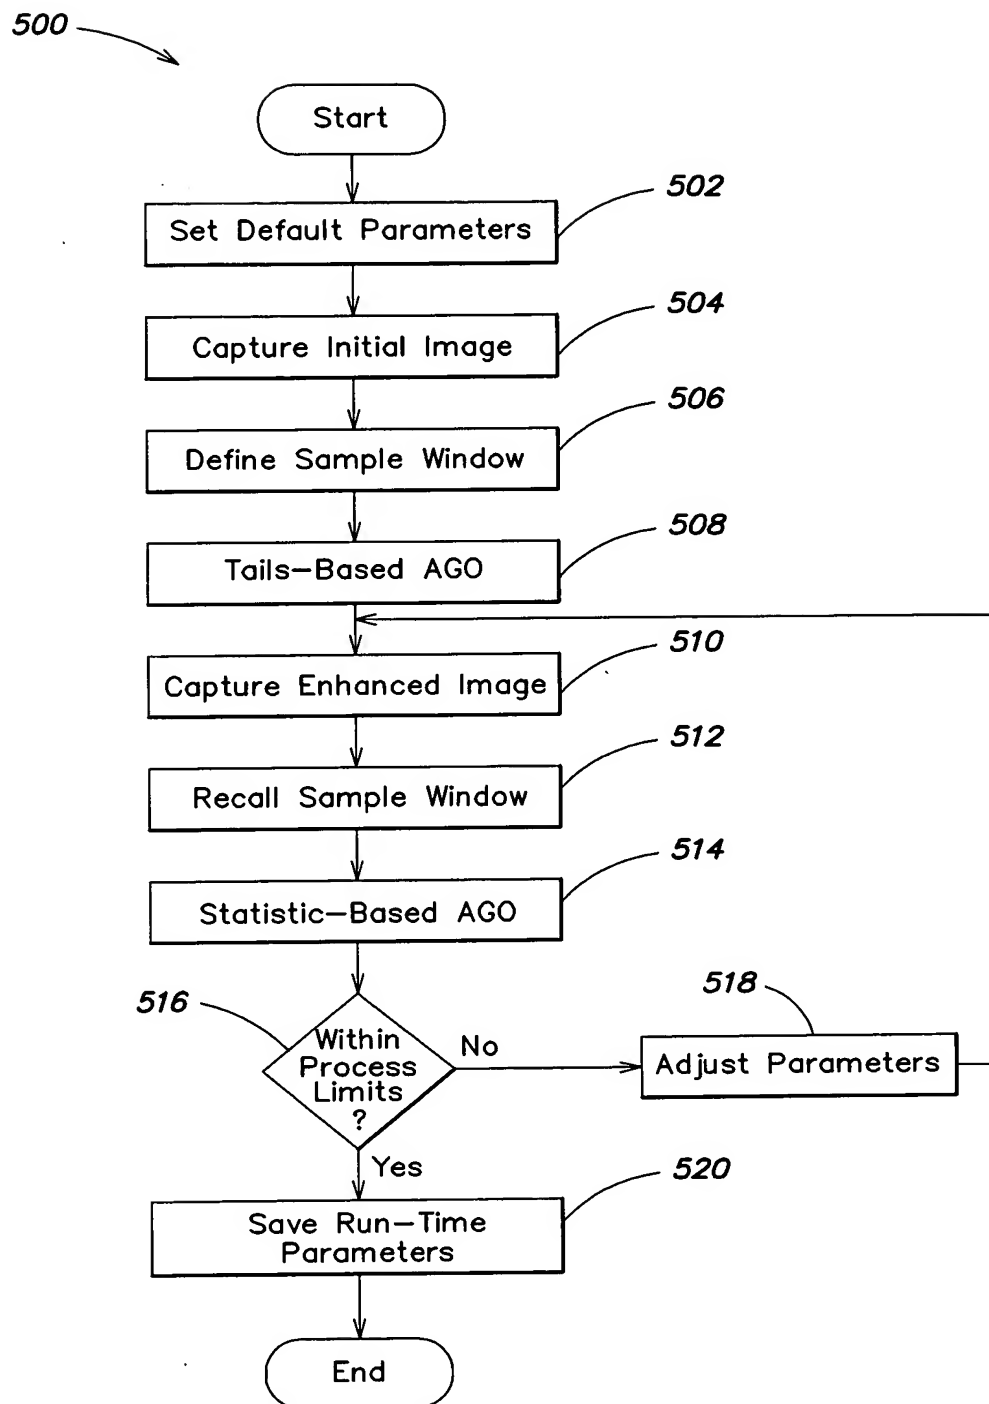 500
Start
502
Set Default Parameters
504
Capture Initial Image
506
Define Sample Window
508
Tails-Based AGO
510
Capture Enhanced Image
512
Recall Sample Window
514
Statistic-Based AGO
516
Within
Process
Limits
?
No
518
Adjust Parameters
Yes
520
Save Run-Time
Parameters
End